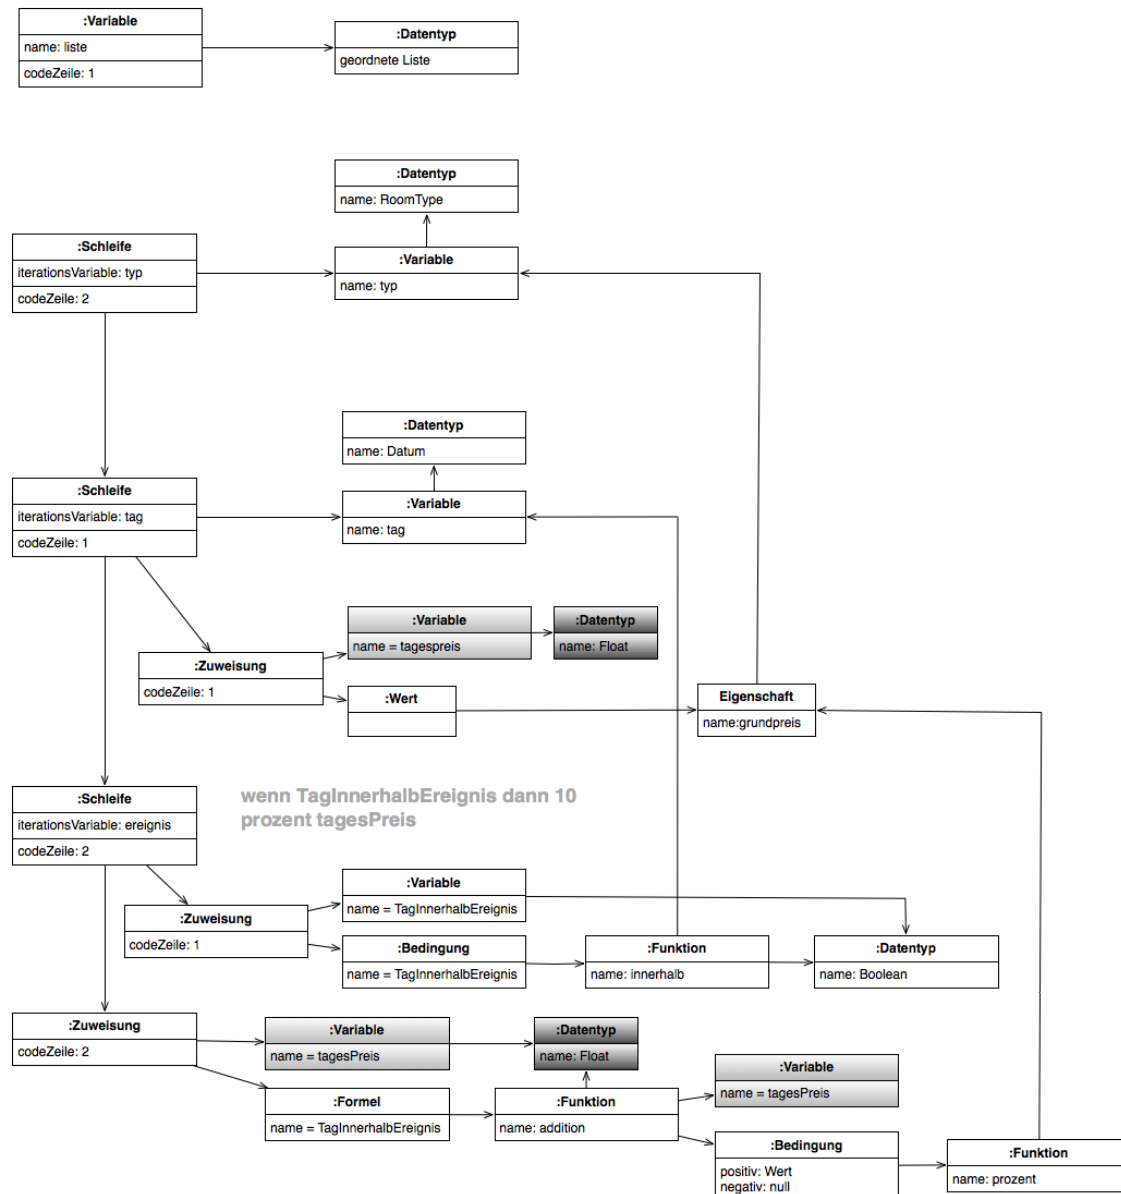 :Variable
name: liste
codeZeile: 1
:Datentyp
geordnete Liste
:Datentyp
name: RoomType
:Schleife
iterationsVariable: typ
codeZeile: 2
:Variable
name: typ
:Datentyp
name: Datum
:Schleife
iterationsVariable: tag
codeZeile: 1
:Variable
name: tag
:Variable
name = tagespreis
:Datentyp
name: Float
:Zuweisung
codeZeile: 1
:Wert
Eigenschaft
name:grundpreis
:Schleife
iterationsVariable: ereignis
codeZeile: 2
wenn TagInnerhalbEreignis dann 10
prozent tagesPreis
:Variable
name = TagInnerhalbEreignis
:Zuweisung
codeZeile: 1
:Bedingung
name = TagInnerhalbEreignis
:Funktion
name: innerhalb
:Datentyp
name: Boolean
:Zuweisung
codeZeile: 2
:Variable
name = tagesPreis
:Datentyp
name: Float
:Variable
name = tagesPreis
:Formel
name = TagInnerhalbEreignis
:Funktion
name: addition
:Bedingung
positiv: Wert
negativ: null
:Funktion
name: prozent